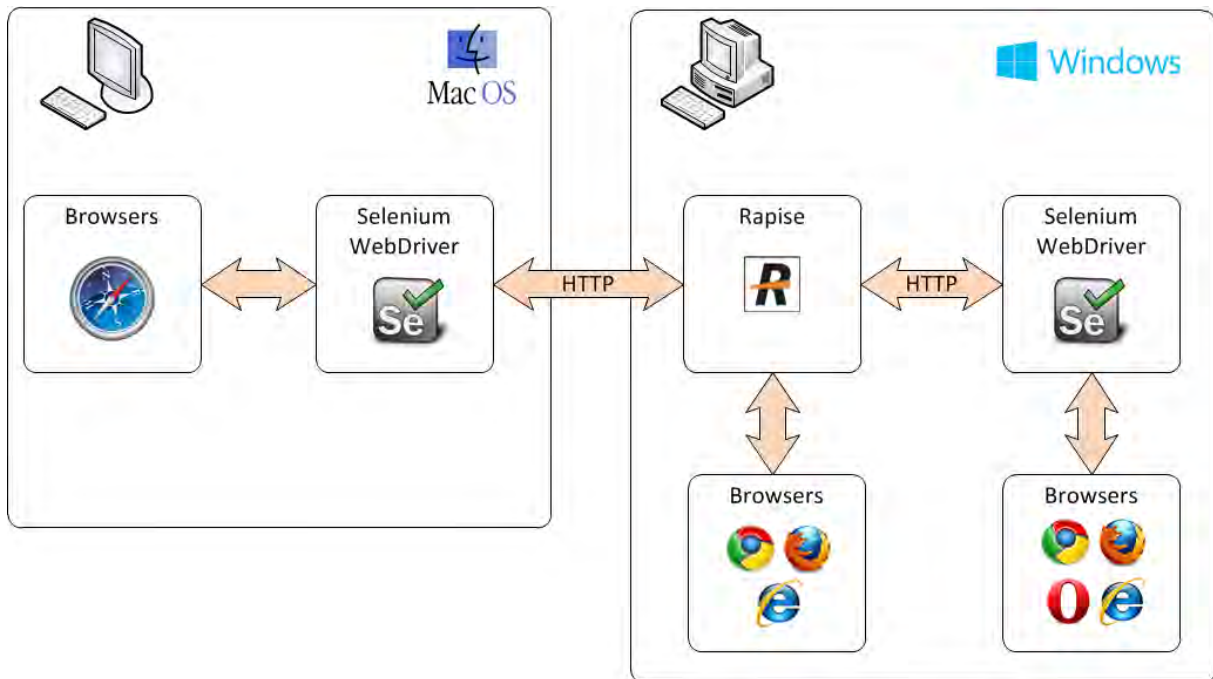 Mac OS
Windows
Browsers
Selenium
WebDriver
Se
HTTP
Rapise
R
HTTP
Selenium
WebDriver
Se
Browsers
Browsers